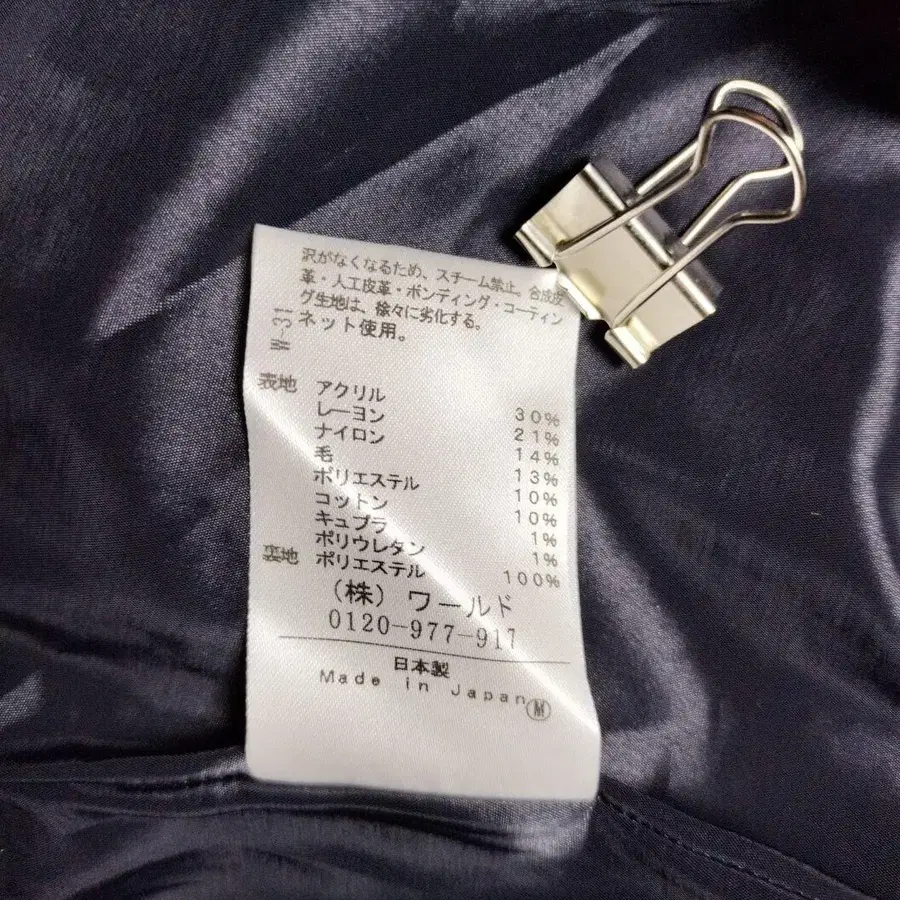 沢がなくなるため、スチーム禁止。合成皮
革・人工皮革・ボンディング・コーティン
グ生地は、徐々に劣化する。
ネット使用。
W-31
表地 アクリル 30%
レーヨン 21%
ナイロン 14%
毛 13%
ポリエステル 10%
コットン 10%
キュプラ 1%
ポリウレタン 1%
裏地 ポリエステル 100%
(株) ワールド
0120-977-917
日本製
Made in Japan Ⓜ